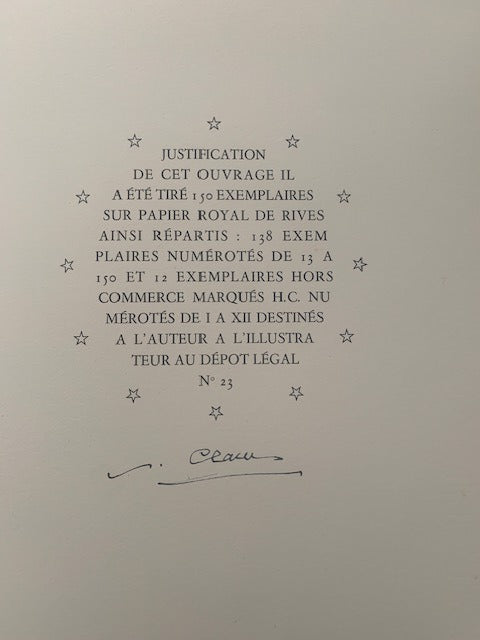 JUSTIFICATION
DE CET OUVRAGE IL
A ÉTÉ TIRÉ 150 EXEMPLAIRES
SUR PAPIER ROYAL DE RIVES
AINSI RÉPARTIS : 138 EXEM
PLAIRES NUMÉROTÉS DE 13 A
150 ET 12 EXEMPLAIRES HORS
COMMERCE MARQUÉS H.C. NU
MÉROTÉS DE I A XII DESTINÉS
A L'AUTEUR A L'ILLUSTRA
TEUR AU DÉPOT LÉGAL
N° 23